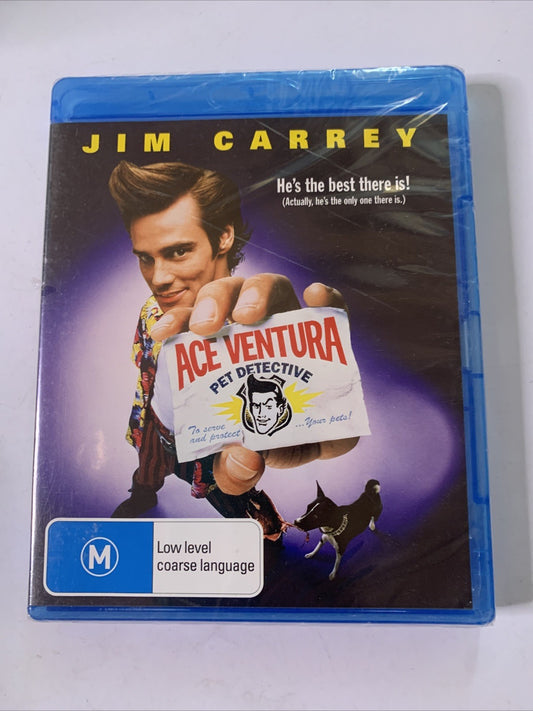 JIM CARREY
He's the best there is!
(Actually, he's the only one there is.)
ACE VENTURA
PET DETECTIVE
To serve
and protect
...Your pets!
M
Low level
coarse language